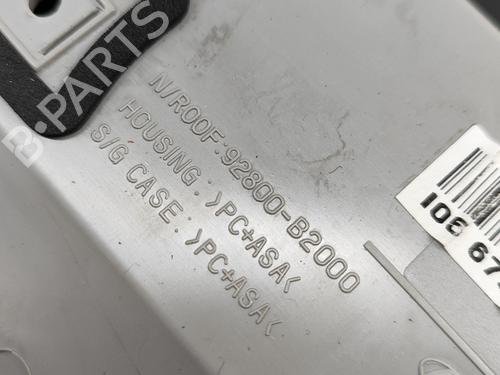 B-PARTS
N/ROOF:92800-B2000
HOUSING: >PC+ASA<
S/G CASE: >PC+ASA<